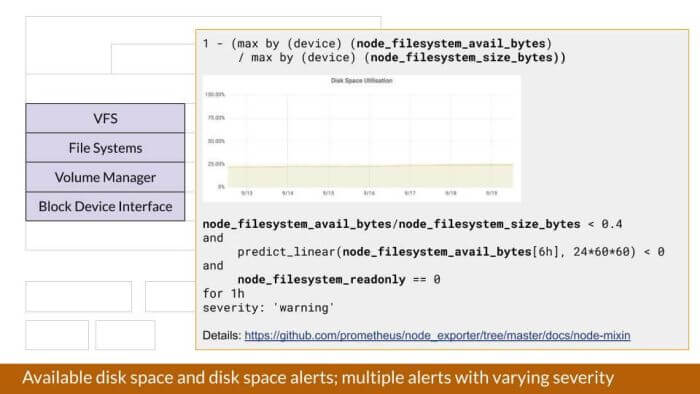 1 - (max by (device) (node_filesystem_avail_bytes)
/ max by (device) (node_filesystem_size_bytes))
Disk Space Utilisation
100.00%
75.00%
50.00%
25.00%
0%
9/13 9/14 9/15 9/16 9/17 9/18 9/19
VFS
File Systems
Volume Manager
Block Device Interface
node_filesystem_avail_bytes/node_filesystem_size_bytes < 0.4
and
predict_linear(node_filesystem_avail_bytes[6h], 24*60*60) < 0
and
node_filesystem_readonly == 0
for 1h
severity: 'warning'
Details: https://github.com/prometheus/node_exporter/tree/master/docs/node-mixin
Available disk space and disk space alerts; multiple alerts with varying severity